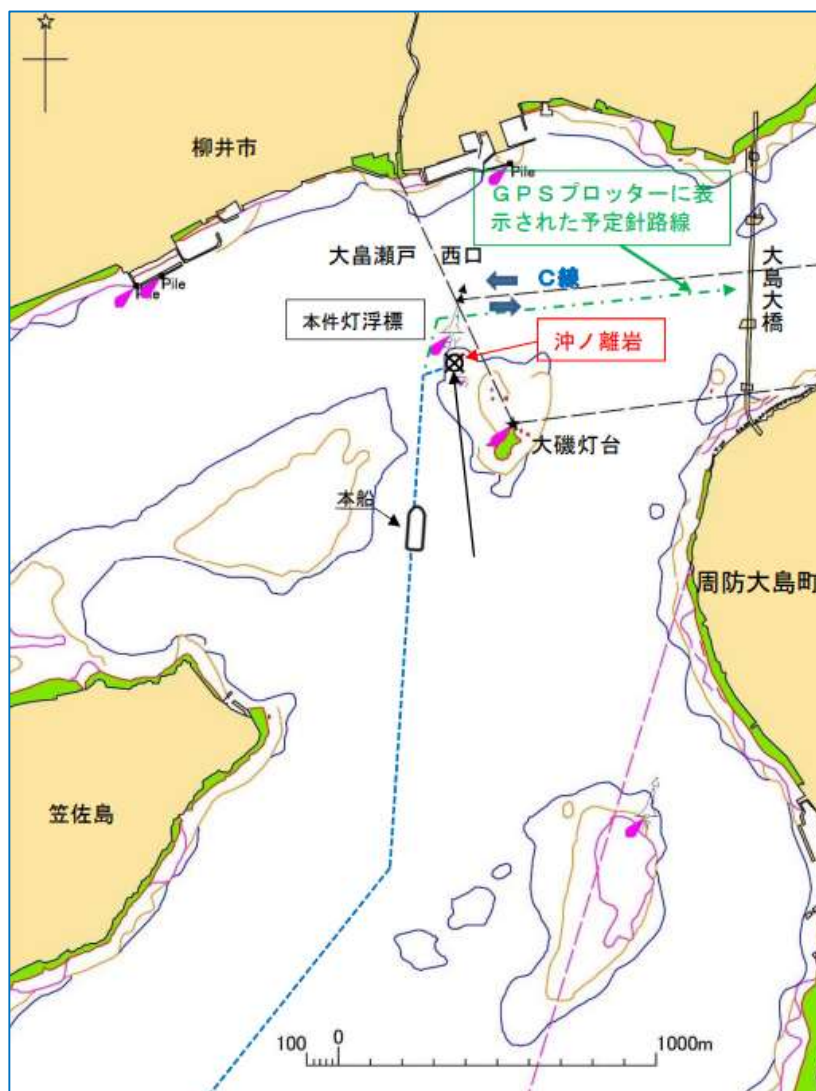 柳井市
Pile
GPSプロッターに表
示された予定針路線
大畠瀬戸 西口
C線
Pile
Pile
本件灯浮標
沖ノ離岩
大島大橋
大磯灯台
本船
周防大島町
笠佐島
100 0 1000m